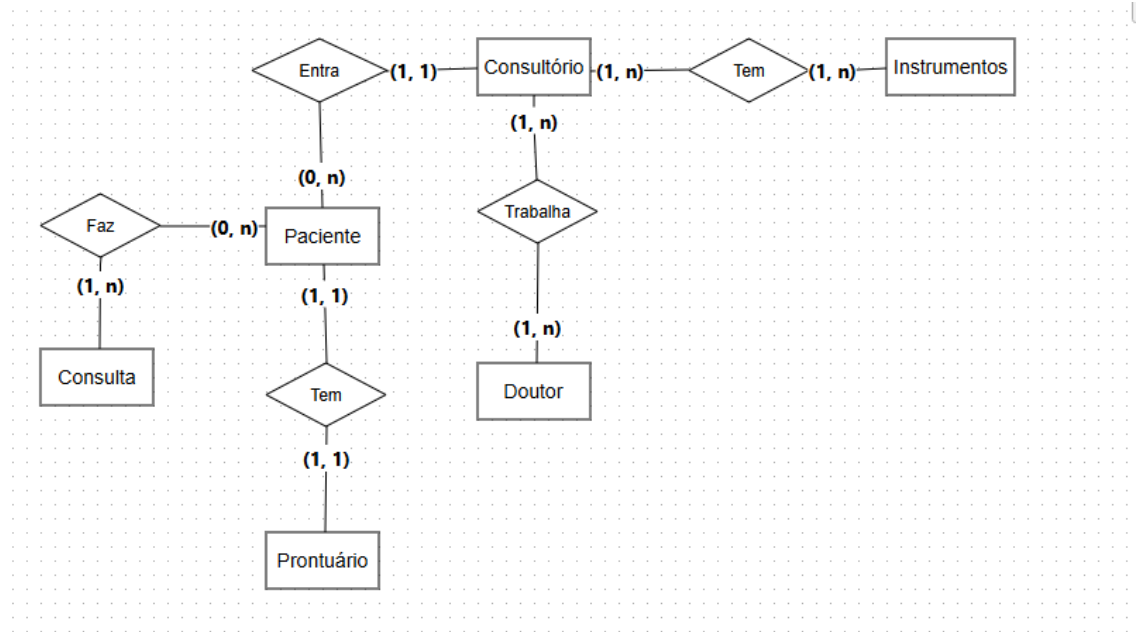 Entra
(1, 1)
Consultório
(1, n)
Tem
(1, n)
Instrumentos
(1, n)
(0, n)
Trabalha
Faz
(0, n)
Paciente
(1, n)
(1, 1)
(1, n)
Consulta
Tem
Doutor
(1, 1)
Prontuário